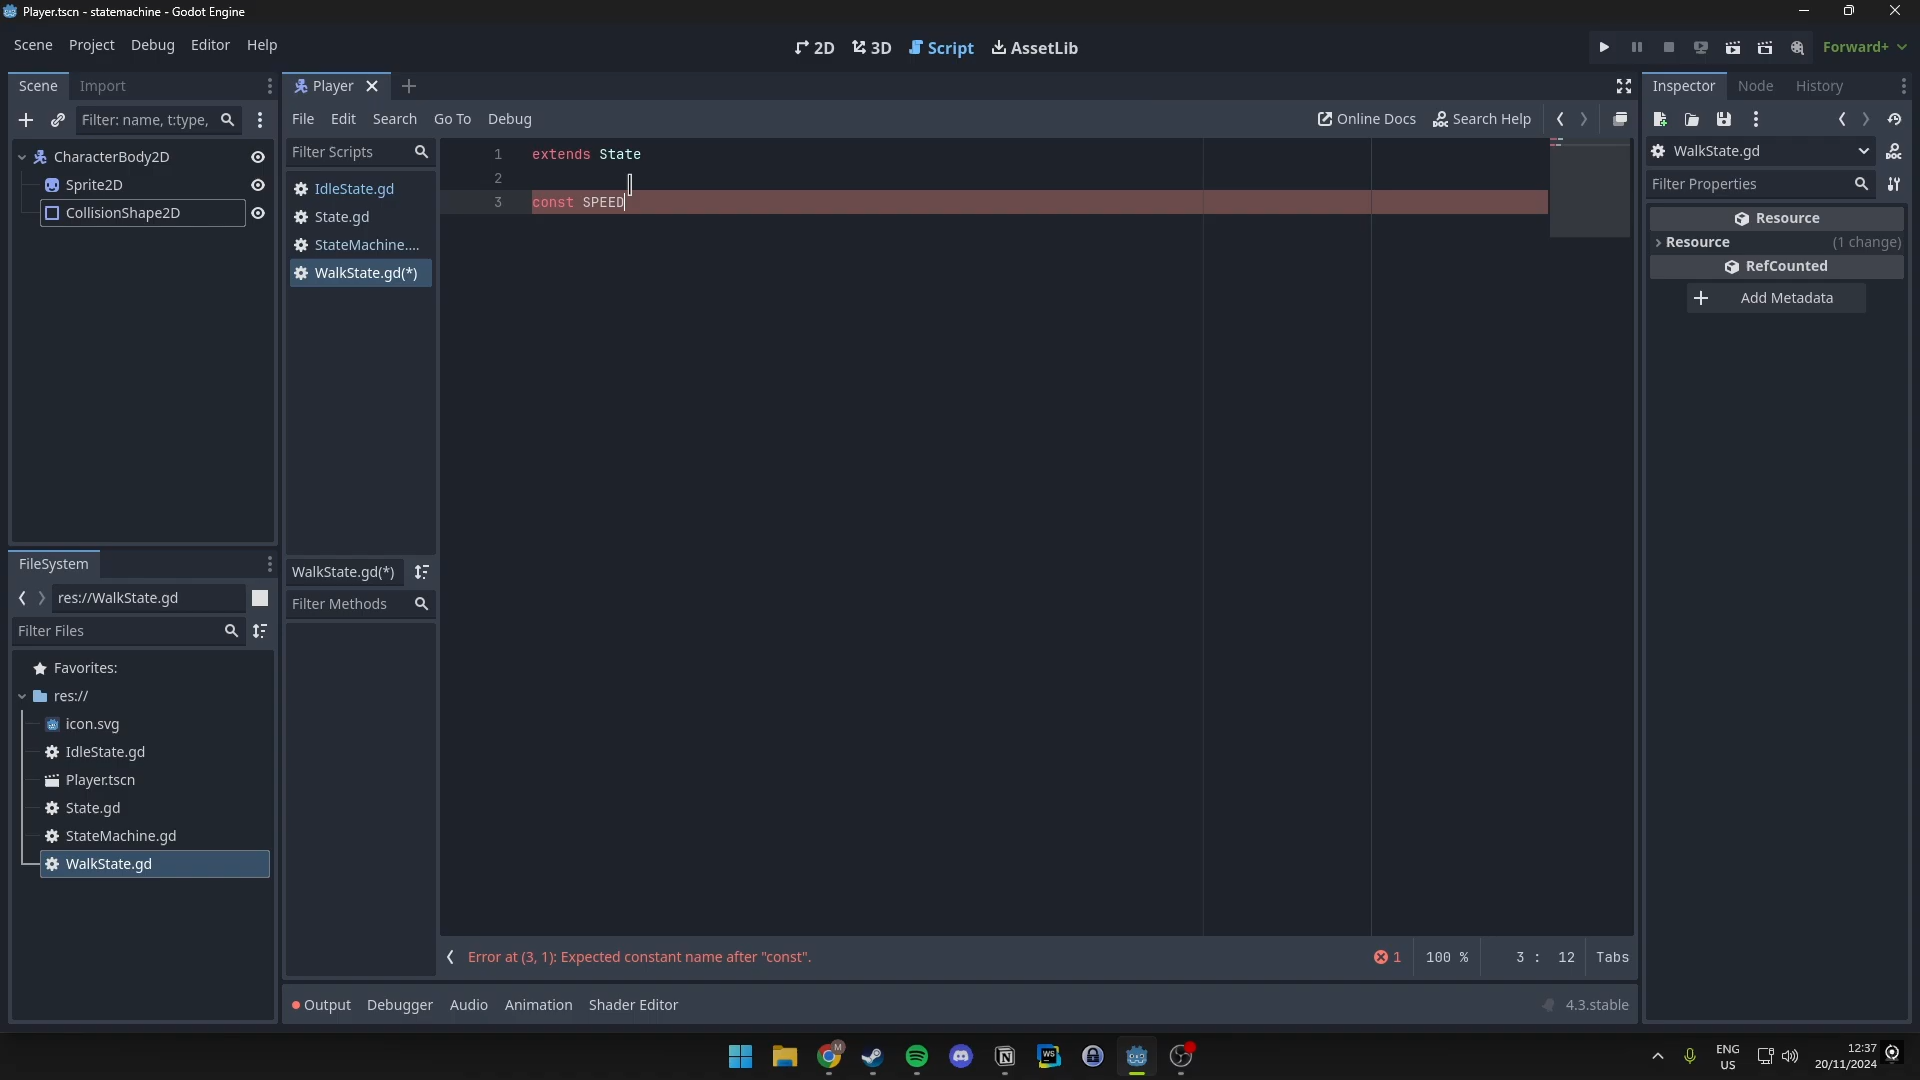 Player.tscn - statemachine - Godot Engine
Scene Project Debug Editor Help
2D 3D Script AssetLib
Forward+
Scene Import
Player
Inspector Node History
Filter: name, t:type,
File Edit Search Go To Debug
Online Docs Search Help
Filter Scripts
WalkState.gd
CharacterBody2D
Sprite2D
CollisionShape2D
IdleState.gd
State.gd
StateMachine....
WalkState.gd(*)
1 extends State
2
3 const SPEED
Filter Properties
Resource
Resource (1 change)
RefCounted
Add Metadata
FileSystem
res://WalkState.gd
Filter Files
WalkState.gd(*)
Filter Methods
Favorites:
res://
icon.svg
IdleState.gd
Player.tscn
State.gd
StateMachine.gd
WalkState.gd
Error at (3, 1): Expected constant name after "const".
1 100 % 3 : 12 Tabs
Output Debugger Audio Animation Shader Editor
4.3.stable
M
WS
ENG
US
12:37
20/11/2024